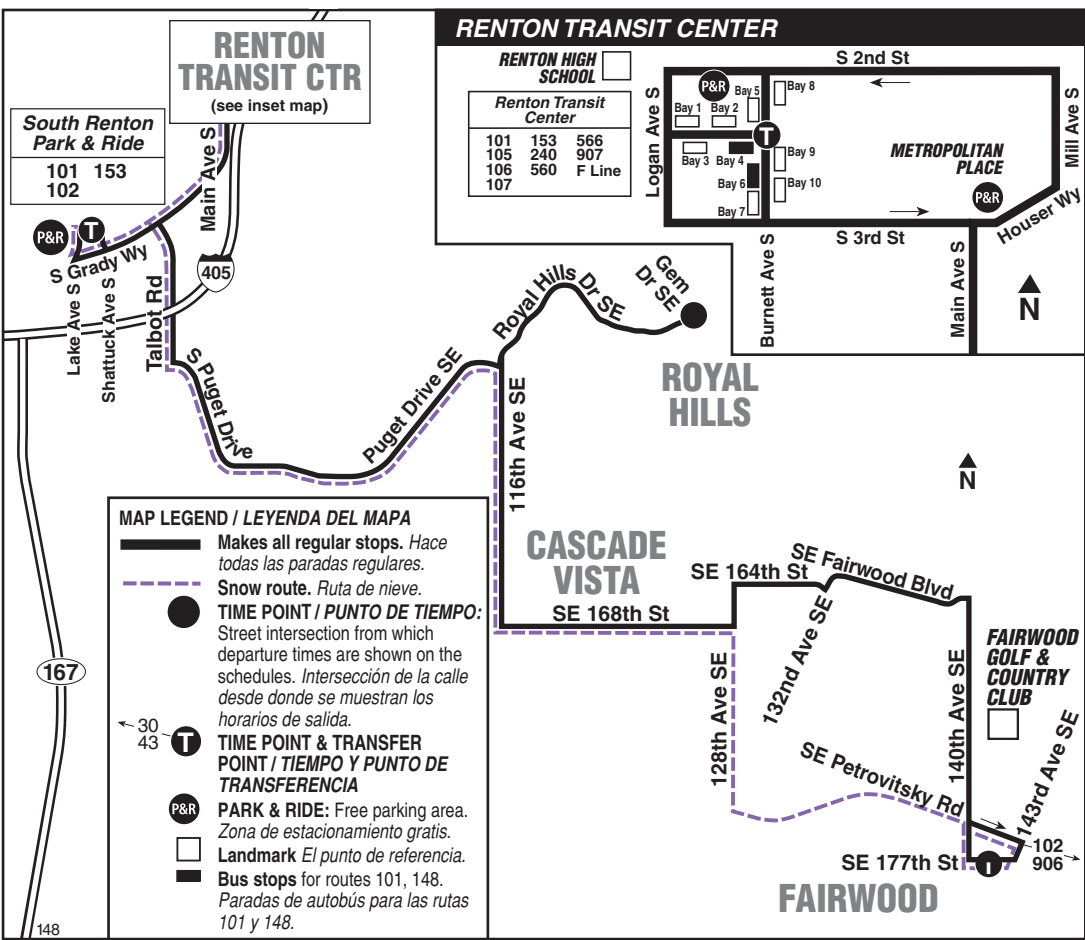 RENTON
TRANSIT CTR
(see inset map)
South Renton
Park & Ride
101 153
102
P&R
T
S Grady Wy
Lake Ave S
Shattuck Ave S
Talbot Rd
Main Ave S
405
167
S Puget Drive
Puget Drive SE
Royal Hills Dr SE
Gem
Dr SE
ROYAL
HILLS
116th Ave SE
N
CASCADE
VISTA
SE 168th St
SE 164th St
SE Fairwood Blvd
132nd Ave SE
128th Ave SE
140th Ave SE
SE Petrovitsky Rd
143rd Ave SE
FAIRWOOD
GOLF &
COUNTRY
CLUB
SE 177th St
T
102
906
FAIRWOOD
RENTON TRANSIT CENTER
RENTON HIGH
SCHOOL
Renton Transit
Center
101 153 566
105 240 907
106 560 F Line
107
S 2nd St
Logan Ave S
P&R
Bay 5
Bay 8
Bay 1 Bay 2
T
Bay 3 Bay 4
Bay 9
Bay 6
Bay 10
Bay 7
METROPOLITAN
PLACE
P&R
Mill Ave S
Houser Wy
S 3rd St
Burnett Ave S
Main Ave S
N
MAP LEGEND / LEYENDA DEL MAPA
Makes all regular stops. Hace
todas las paradas regulares.
Snow route. Ruta de nieve.
TIME POINT / PUNTO DE TIEMPO:
Street intersection from which
departure times are shown on the
schedules. Intersección de la calle
desde donde se muestran los
horarios de salida.
30
43
T
TIME POINT & TRANSFER
POINT / TIEMPO Y PUNTO DE
TRANSFERENCIA
P&R
PARK & RIDE: Free parking area.
Zona de estacionamiento gratis.
Landmark El punto de referencia.
Bus stops for routes 101, 148.
Paradas de autobús para las rutas
101 y 148.
148